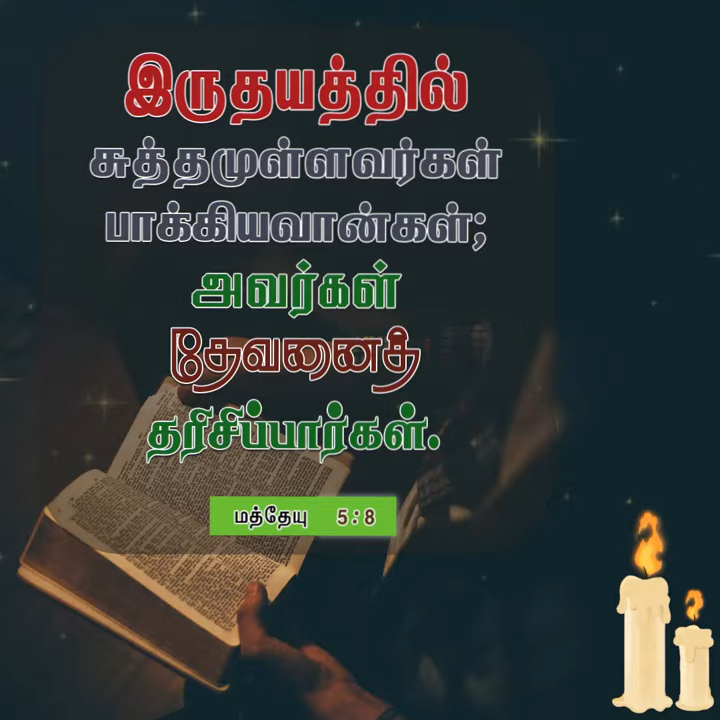 இருதயத்தில்
சுத்தமுள்ளவர்கள்
பாக்கியவான்கள்;
அவர்கள்
தேவனைத்
தரிசிப்பார்கள்.
மத்தேயு 5:8